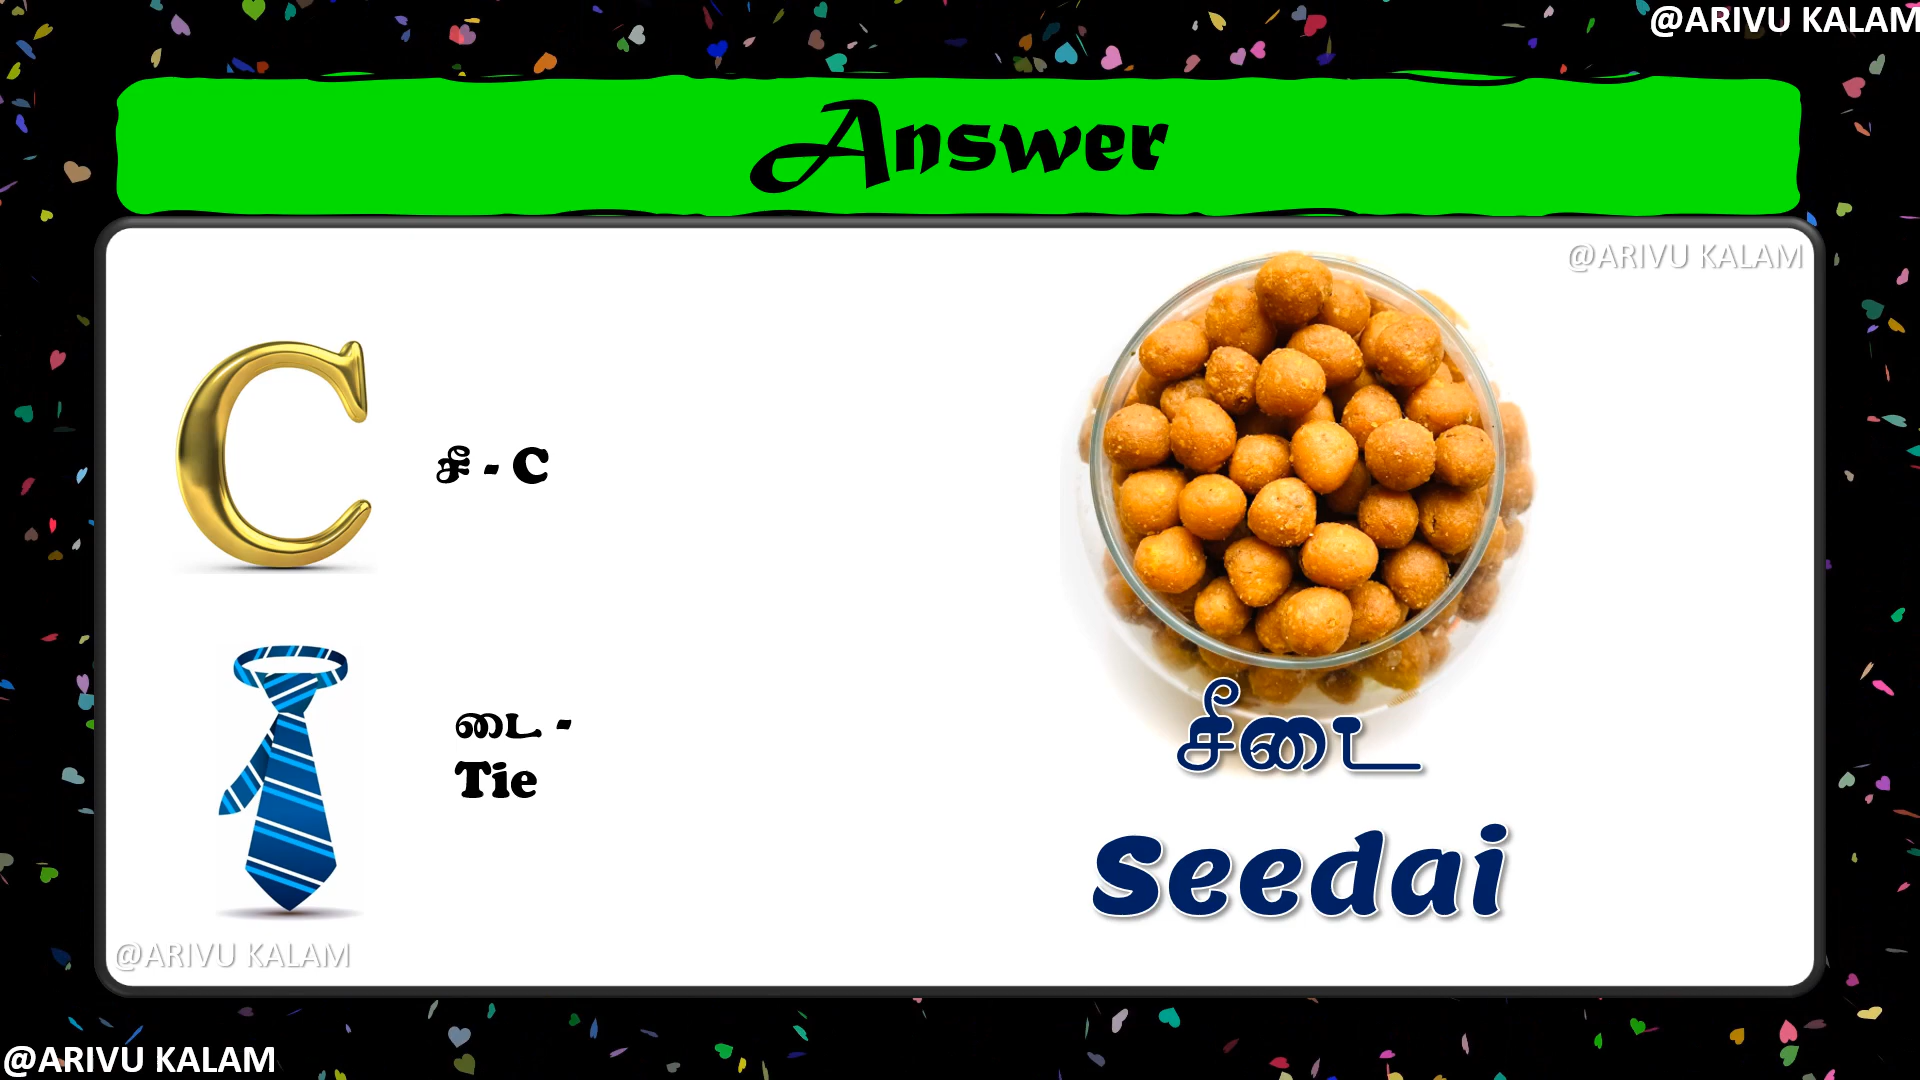 @ARIVU KALAM
Answer
@ARIVU KALAM
C
சீ - C
டை -
Tie
சீடை
Seedai
@ARIVU KALAM
@ARIVU KALAM